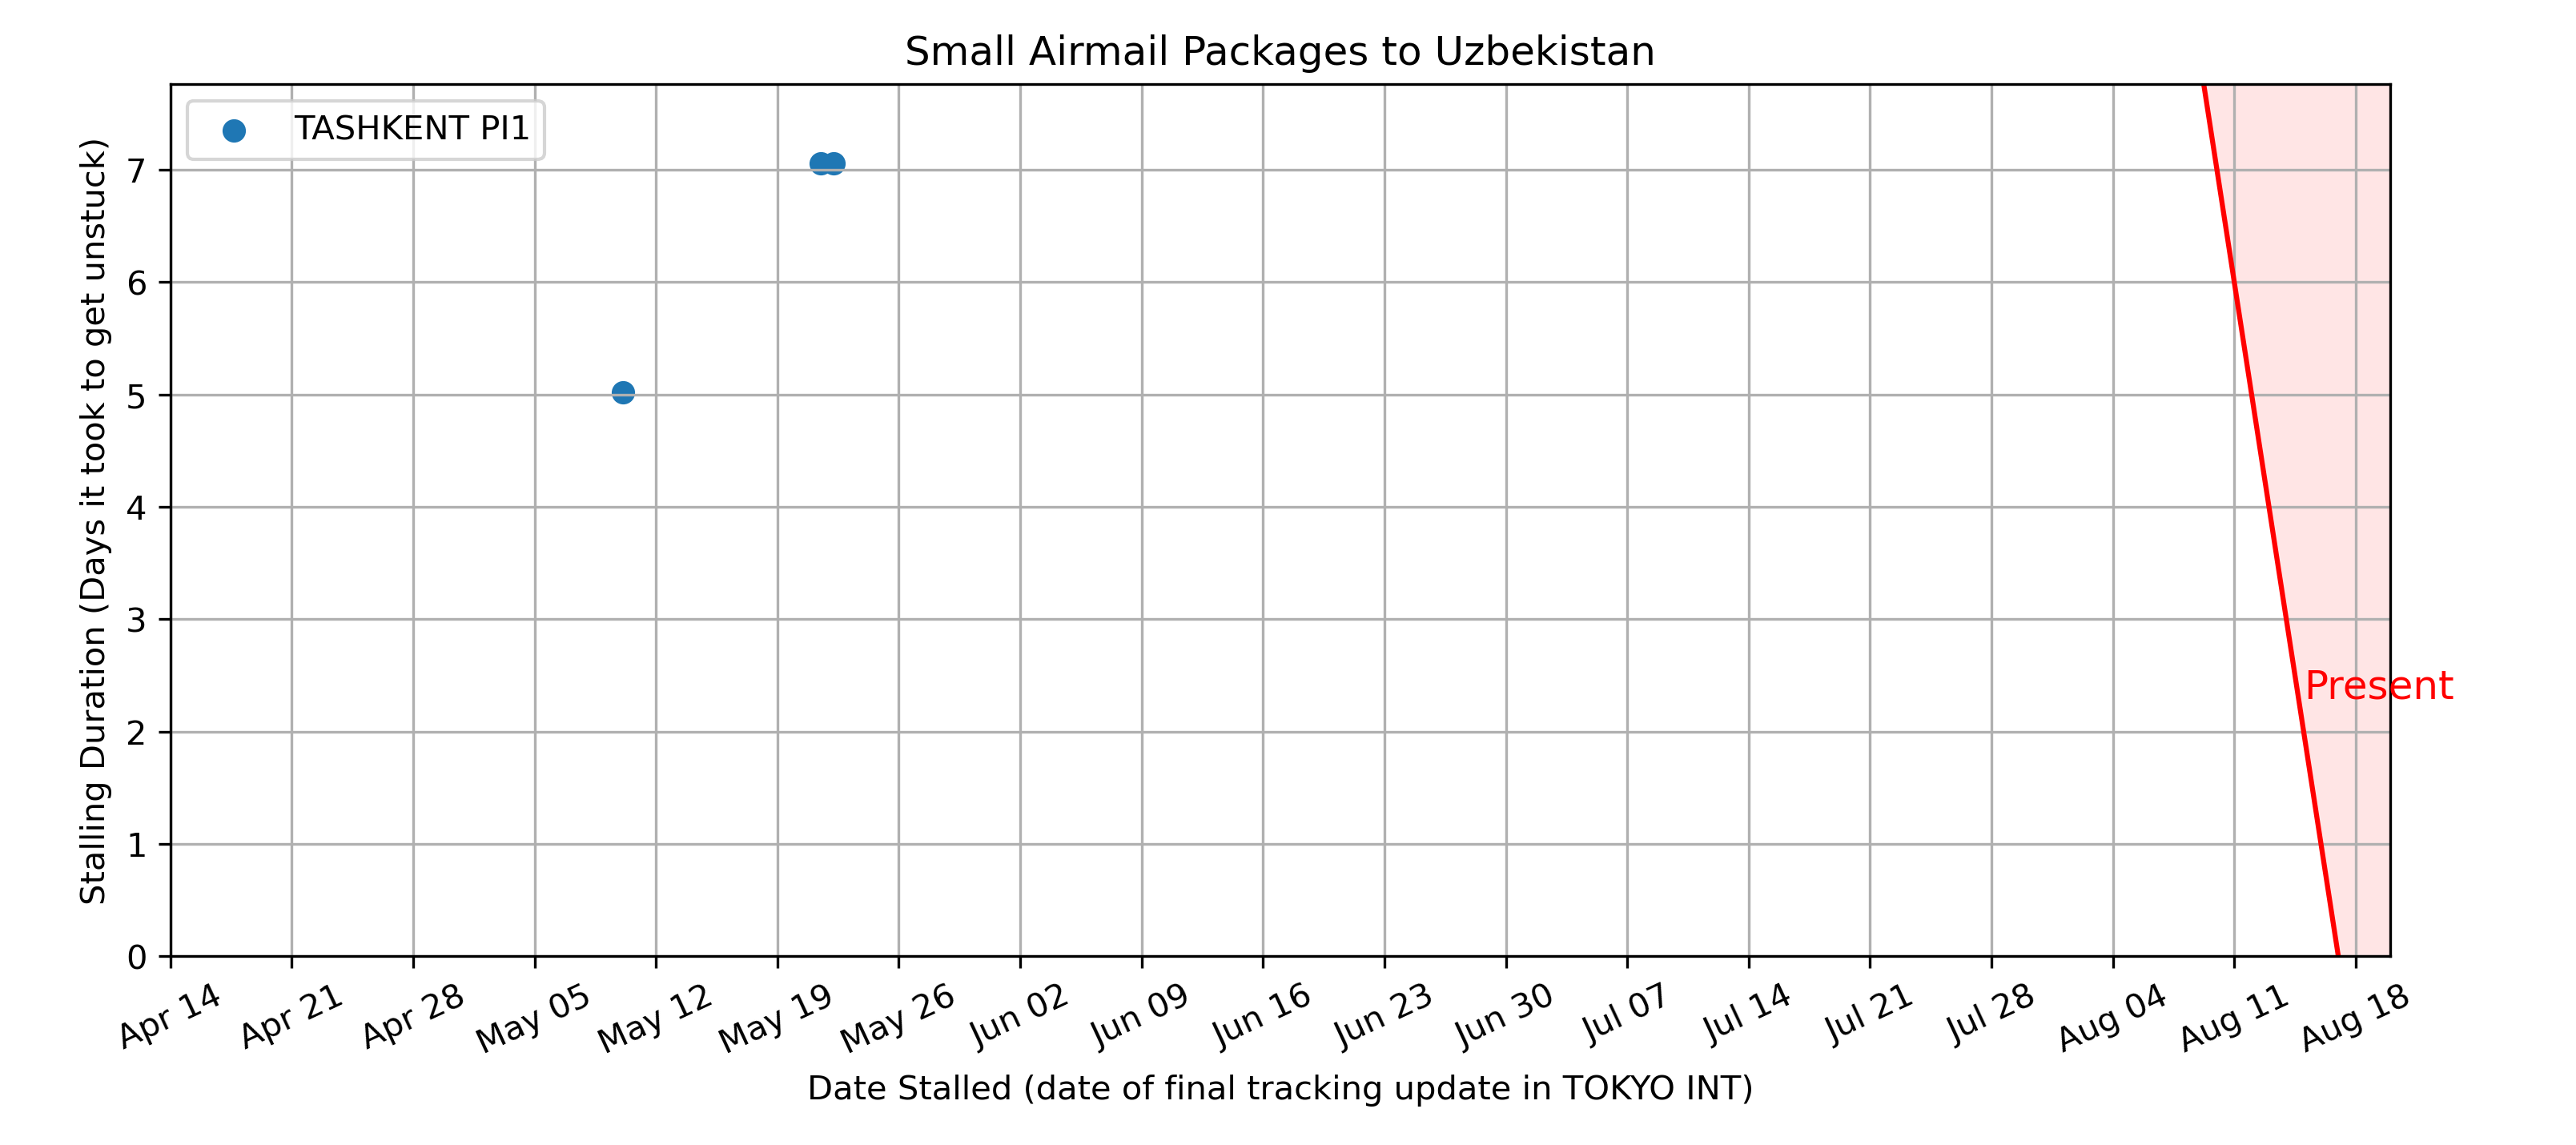 Small Airmail Packages to Uzbekistan
TASHKENT PI1
Stalling Duration (Days it took to get unstuck)
7
6
5
4
3
2
1
0
Present
Apr 14
Apr 21
Apr 28
May 05
May 12
May 19
May 26
Jun 02
Jun 09
Jun 16
Jun 23
Jun 30
Jul 07
Jul 14
Jul 21
Jul 28
Aug 04
Aug 11
Aug 18
Date Stalled (date of final tracking update in TOKYO INT)